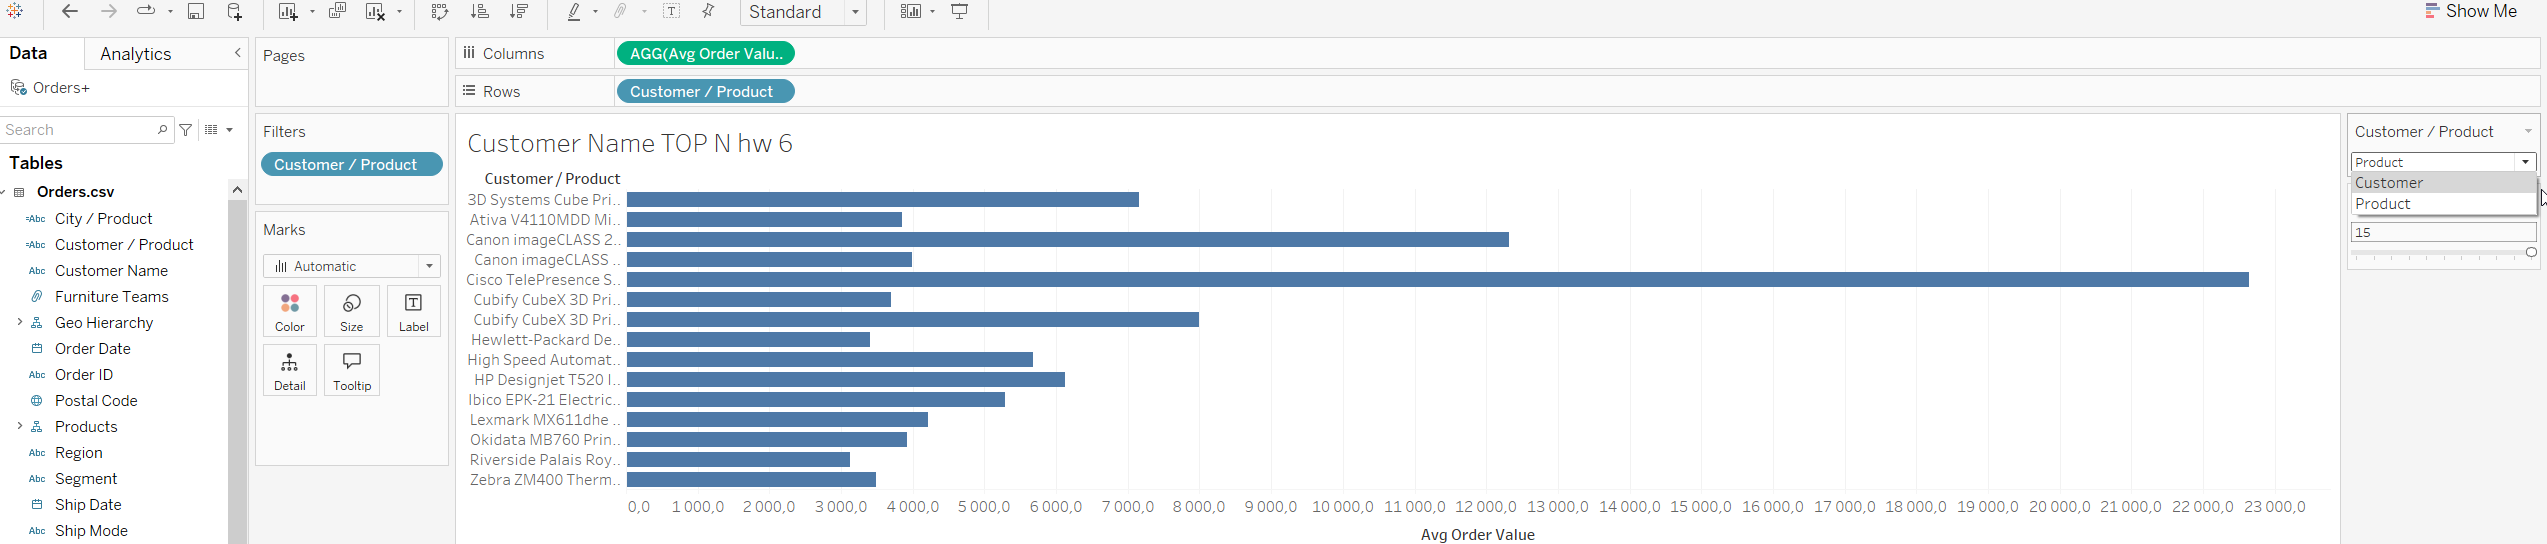 Standard
Show Me
Data
Analytics
Orders+
Search
Tables
Orders.csv
Abc City / Product
Abc Customer / Product
Abc Customer Name
Furniture Teams
Geo Hierarchy
Order Date
Abc Order ID
Postal Code
Products
Abc Region
Abc Segment
Ship Date
Abc Ship Mode
Pages
Filters
Customer / Product
Marks
Automatic
Color
Size
Label
Detail
Tooltip
Columns
AGG(Avg Order Valu..
Rows
Customer / Product
Customer Name TOP N hw 6
Customer / Product
3D Systems Cube Pri..
Ativa V4110MDD Mi..
Canon imageCLASS 2..
Canon imageCLASS ..
Cisco TelePresence S..
Cubify CubeX 3D Pri..
Cubify CubeX 3D Pri..
Hewlett-Packard De..
High Speed Automat..
HP Designjet T520 I..
Ibico EPK-21 Electric..
Lexmark MX611dhe ..
Okidata MB760 Prin..
Riverside Palais Roy..
Zebra ZM400 Therm..
0,0 1 000,0 2 000,0 3 000,0 4 000,0 5 000,0 6 000,0 7 000,0 8 000,0 9 000,0 10 000,0 11 000,0 12 000,0 13 000,0 14 000,0 15 000,0 16 000,0 17 000,0 18 000,0 19 000,0 20 000,0 21 000,0 22 000,0 23 000,0
Avg Order Value
Customer / Product
Product
Customer
Product
15